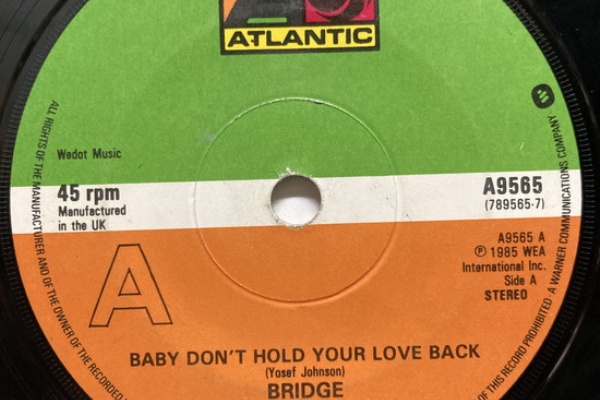 ATLANTIC
Wedot Music
45 rpm
Manufactured
in the UK
A9565
(789565-7)
A9565 A
Ⓟ 1985 WEA
International Inc.
Side A
STEREO
A
BABY DON'T HOLD YOUR LOVE BACK
(Yosef Johnson)
BRIDGE
ALL RIGHTS OF THE MANUFACTURER AND OF THE OWNER OF THE RECORDED
OF THIS RECORD PROHIBITED · A WARNER COMMUNICATIONS COMPANY